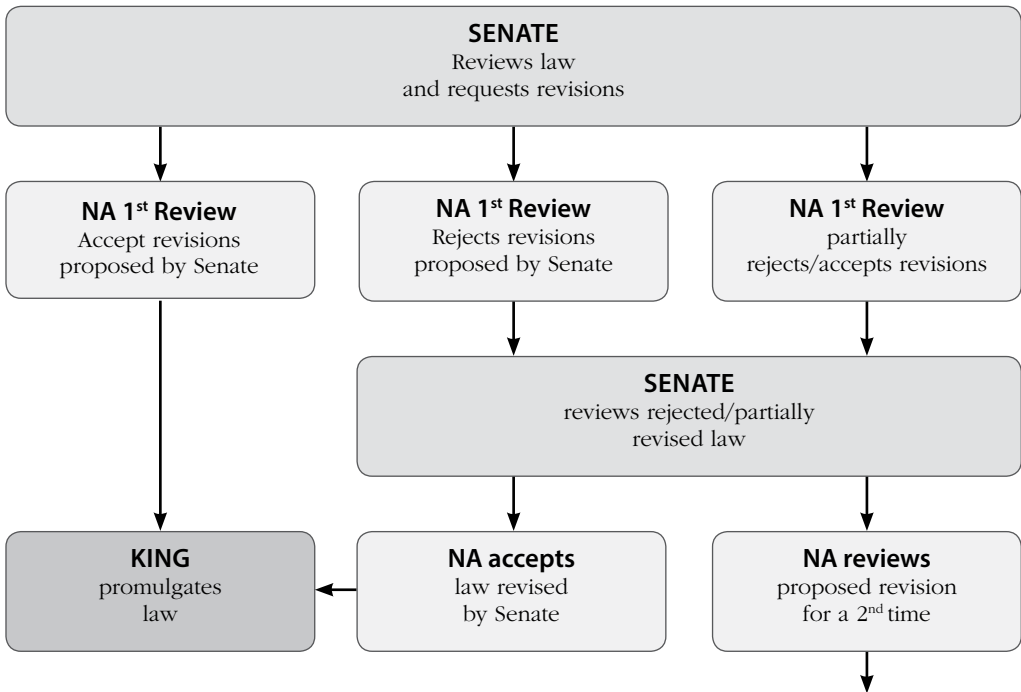 SENATE
Reviews law
and requests revisions
NA 1st Review
Accept revisions
proposed by Senate
NA 1st Review
Rejects revisions
proposed by Senate
NA 1st Review
partially
rejects/accepts revisions
SENATE
reviews rejected/partially
revised law
KING
promulgates
law
NA accepts
law revised
by Senate
NA reviews
proposed revision
for a 2nd time